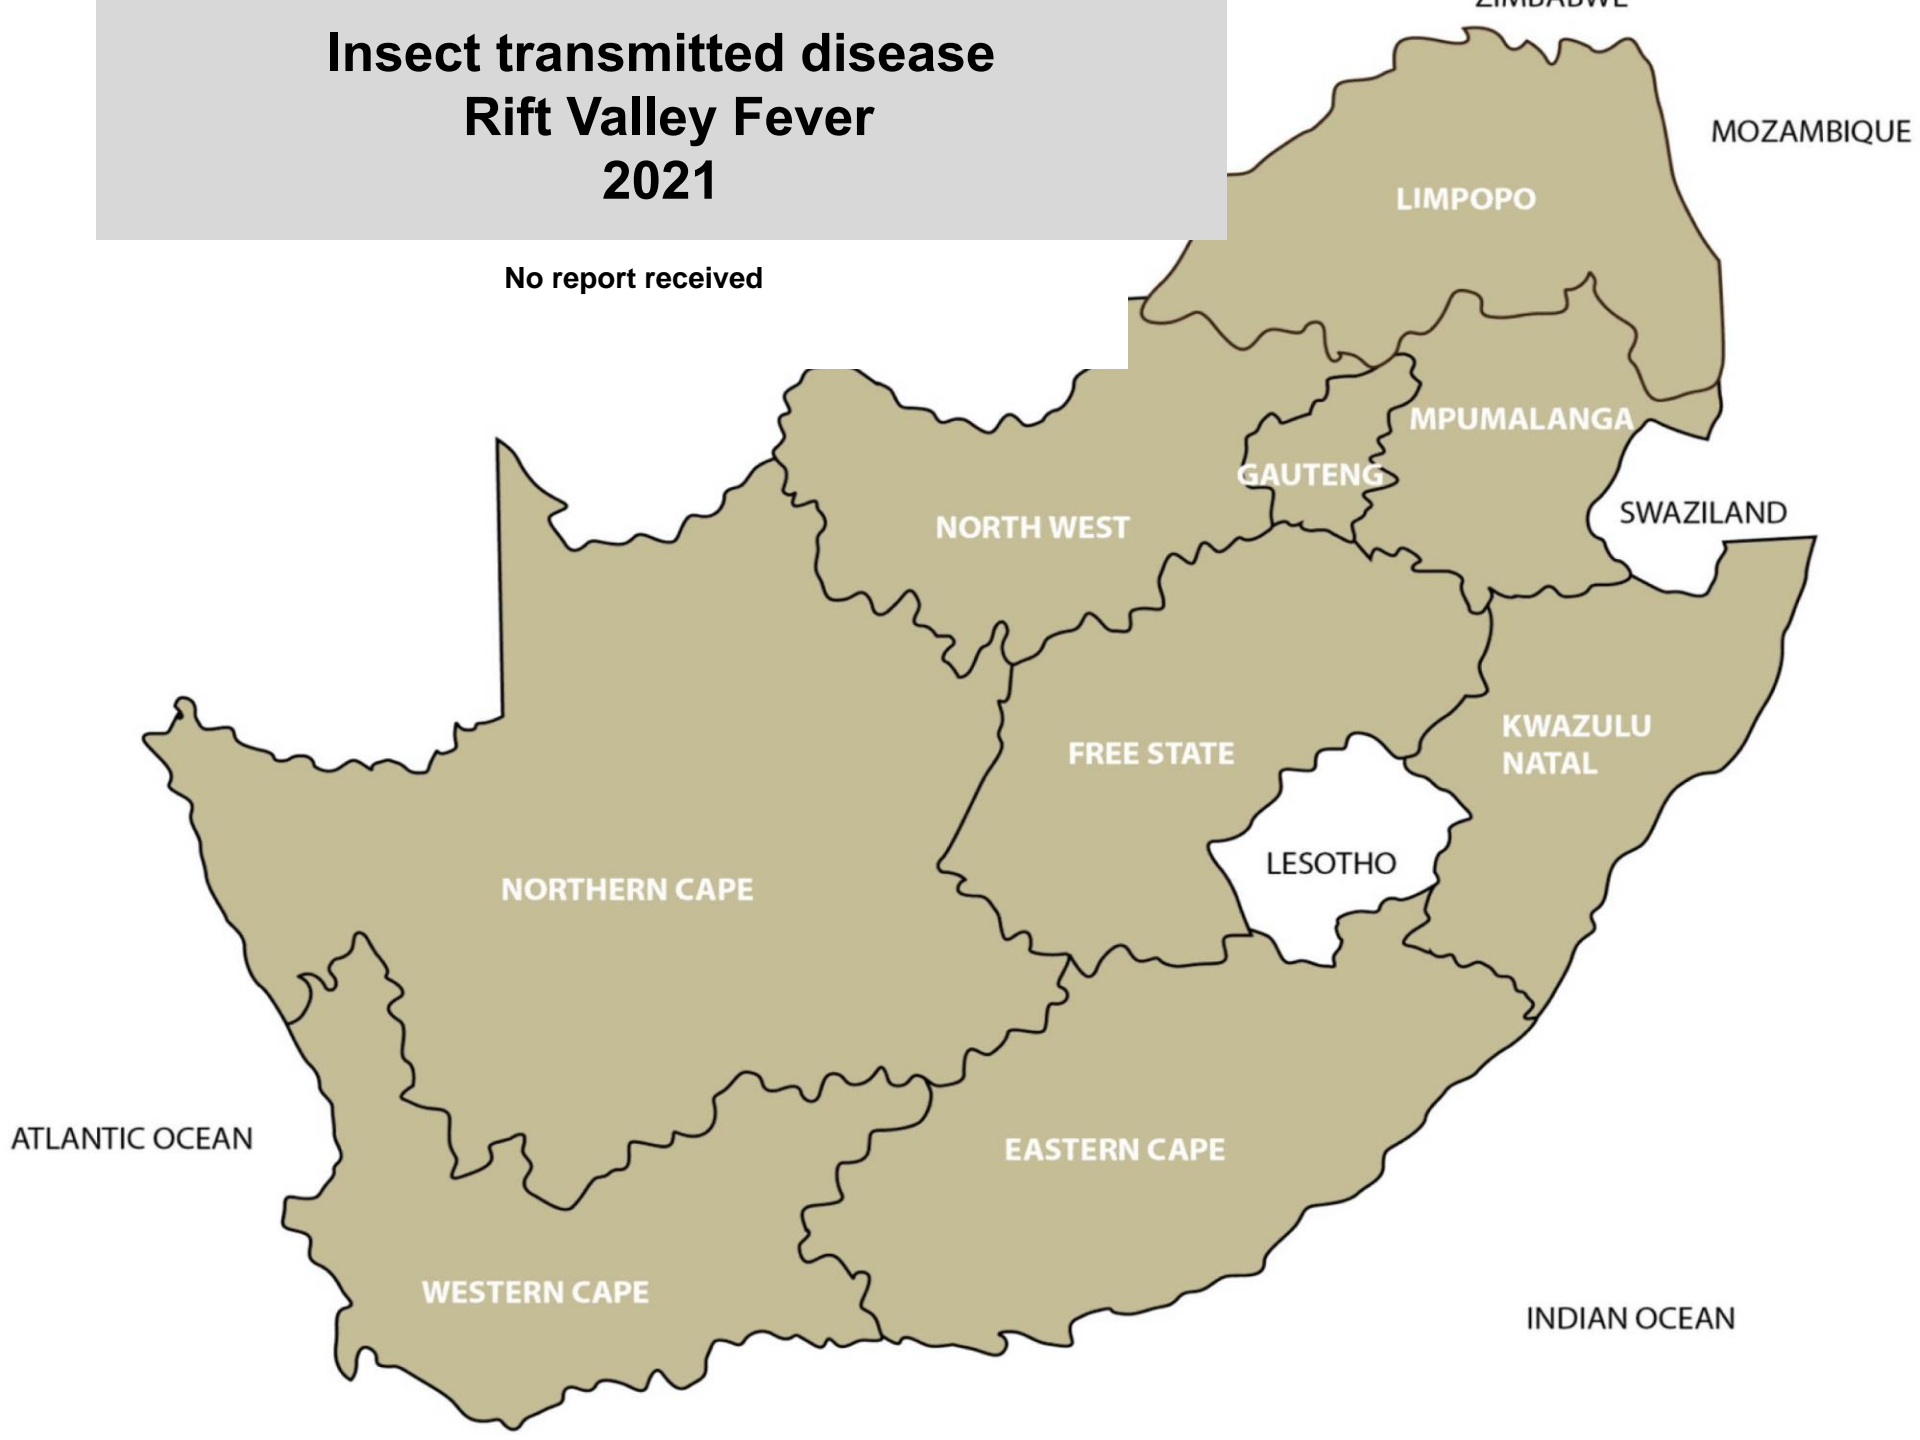 ZIMBABWE
Insect transmitted disease
Rift Valley Fever
2021
MOZAMBIQUE
LIMPOPO
No report received
MPUMALANGA
GAUTENG
SWAZILAND
NORTH WEST
KWAZULU
NATAL
FREE STATE
LESOTHO
NORTHERN CAPE
ATLANTIC OCEAN
EASTERN CAPE
WESTERN CAPE
INDIAN OCEAN